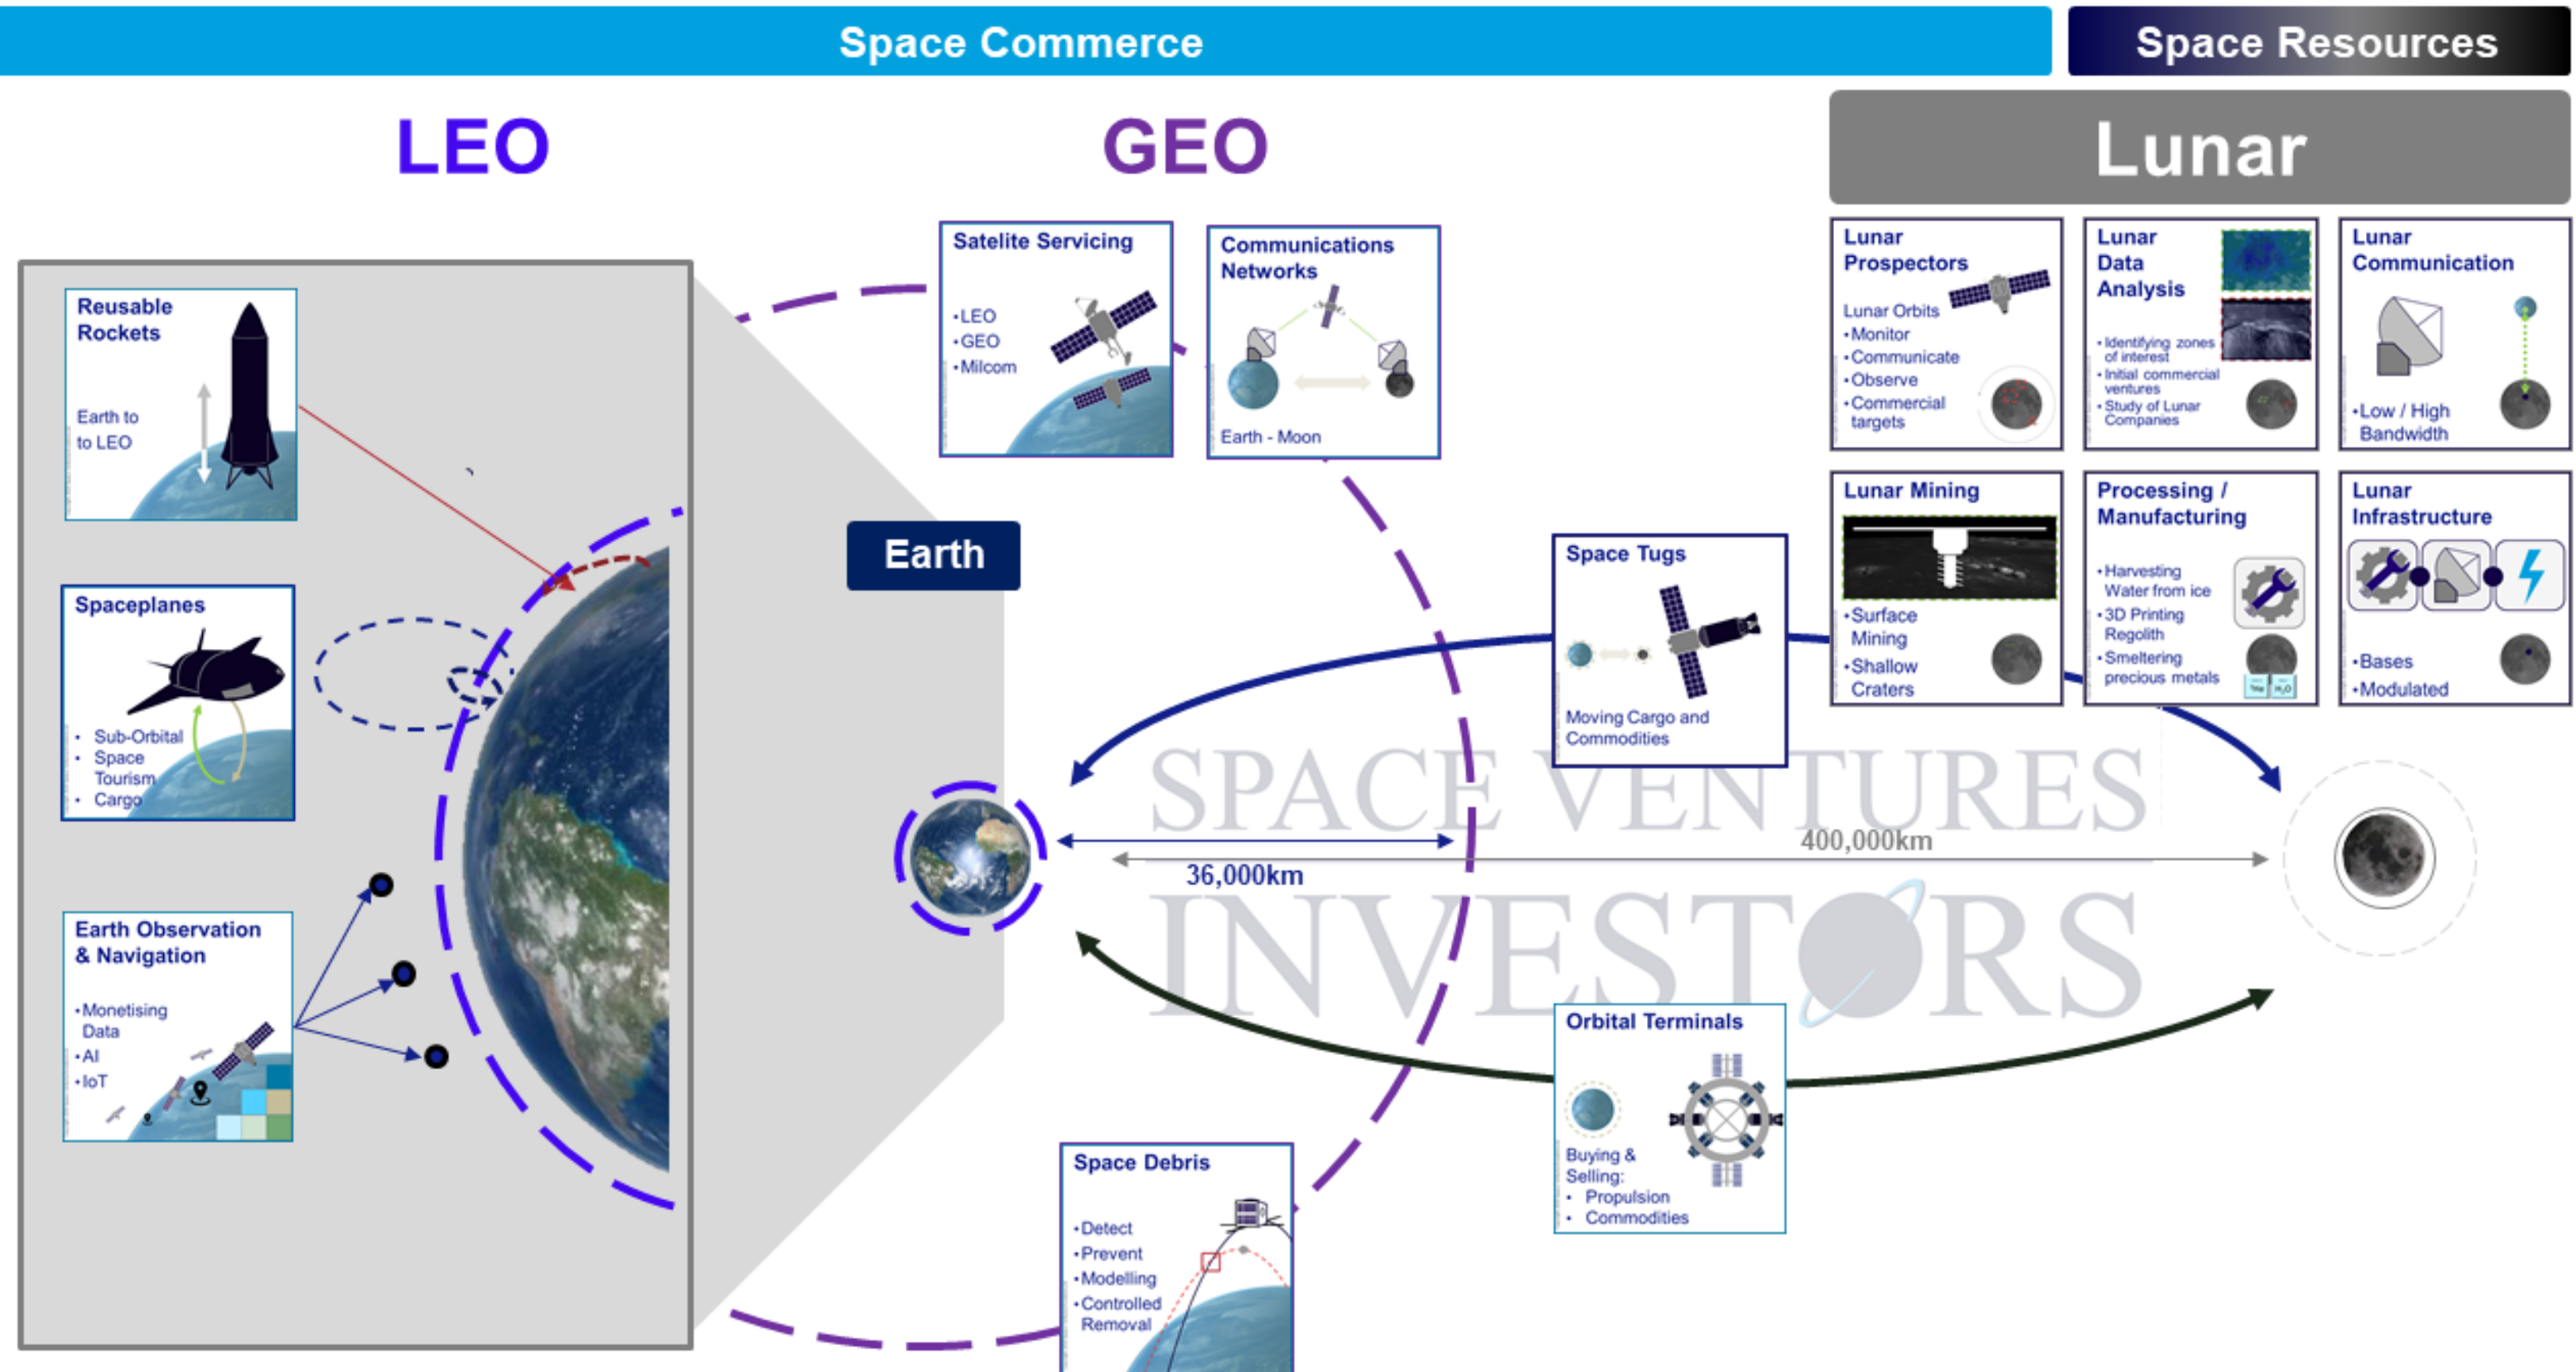 Space Commerce
Space Resources
LEO
GEO
Lunar
Reusable
Rockets
Earth to
to LEO
Spaceplanes
• Sub-Orbital
• Space
Tourism
• Cargo
Earth Observation
& Navigation
•Monetising
Data
•AI
•IoT
Satelite Servicing
•LEO
•GEO
•Milcom
Communications
Networks
Earth - Moon
Earth
Space Tugs
Moving Cargo and
Commodities
Lunar
Prospectors
Lunar Orbits
•Monitor
•Communicate
•Observe
•Commercial
targets
Lunar
Data
Analysis
•Identifying zones
of interest
•Initial commercial
ventures
•Study of Lunar
Companies
Lunar
Communication
•Low / High
Bandwidth
Lunar Mining
•Surface
Mining
•Shallow
Craters
Processing /
Manufacturing
•Harvesting
Water from ice
•3D Printing
Regolith
•Smeltering
precious metals
H₂O
Lunar
Infrastructure
•Bases
•Modulated
SPACE VENTURES
400,000km
36,000km
INVESTORS
Orbital Terminals
Buying &
Selling:
• Propulsion
• Commodities
Space Debris
•Detect
•Prevent
•Modelling
•Controlled
Removal